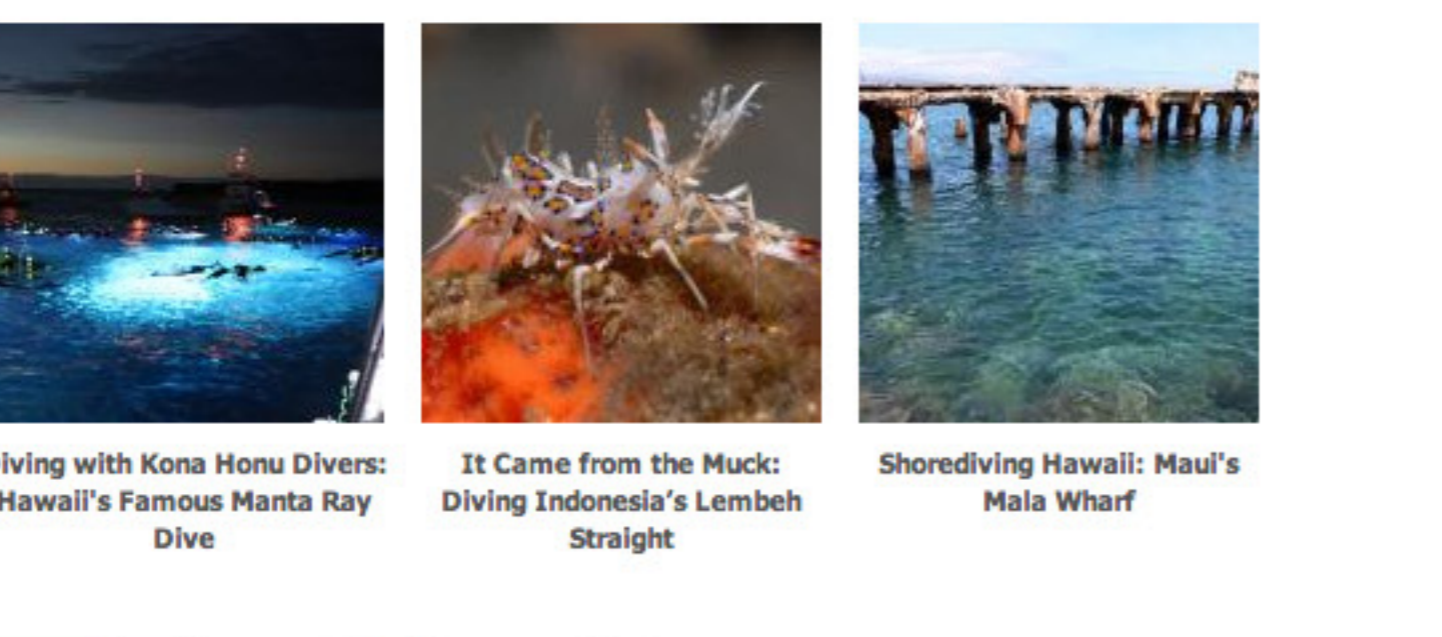 iving with Kona Honu Divers:
Hawaii's Famous Manta Ray
Dive
It Came from the Muck:
Diving Indonesia’s Lembeh
Straight
Shorediving Hawaii: Maui's
Mala Wharf